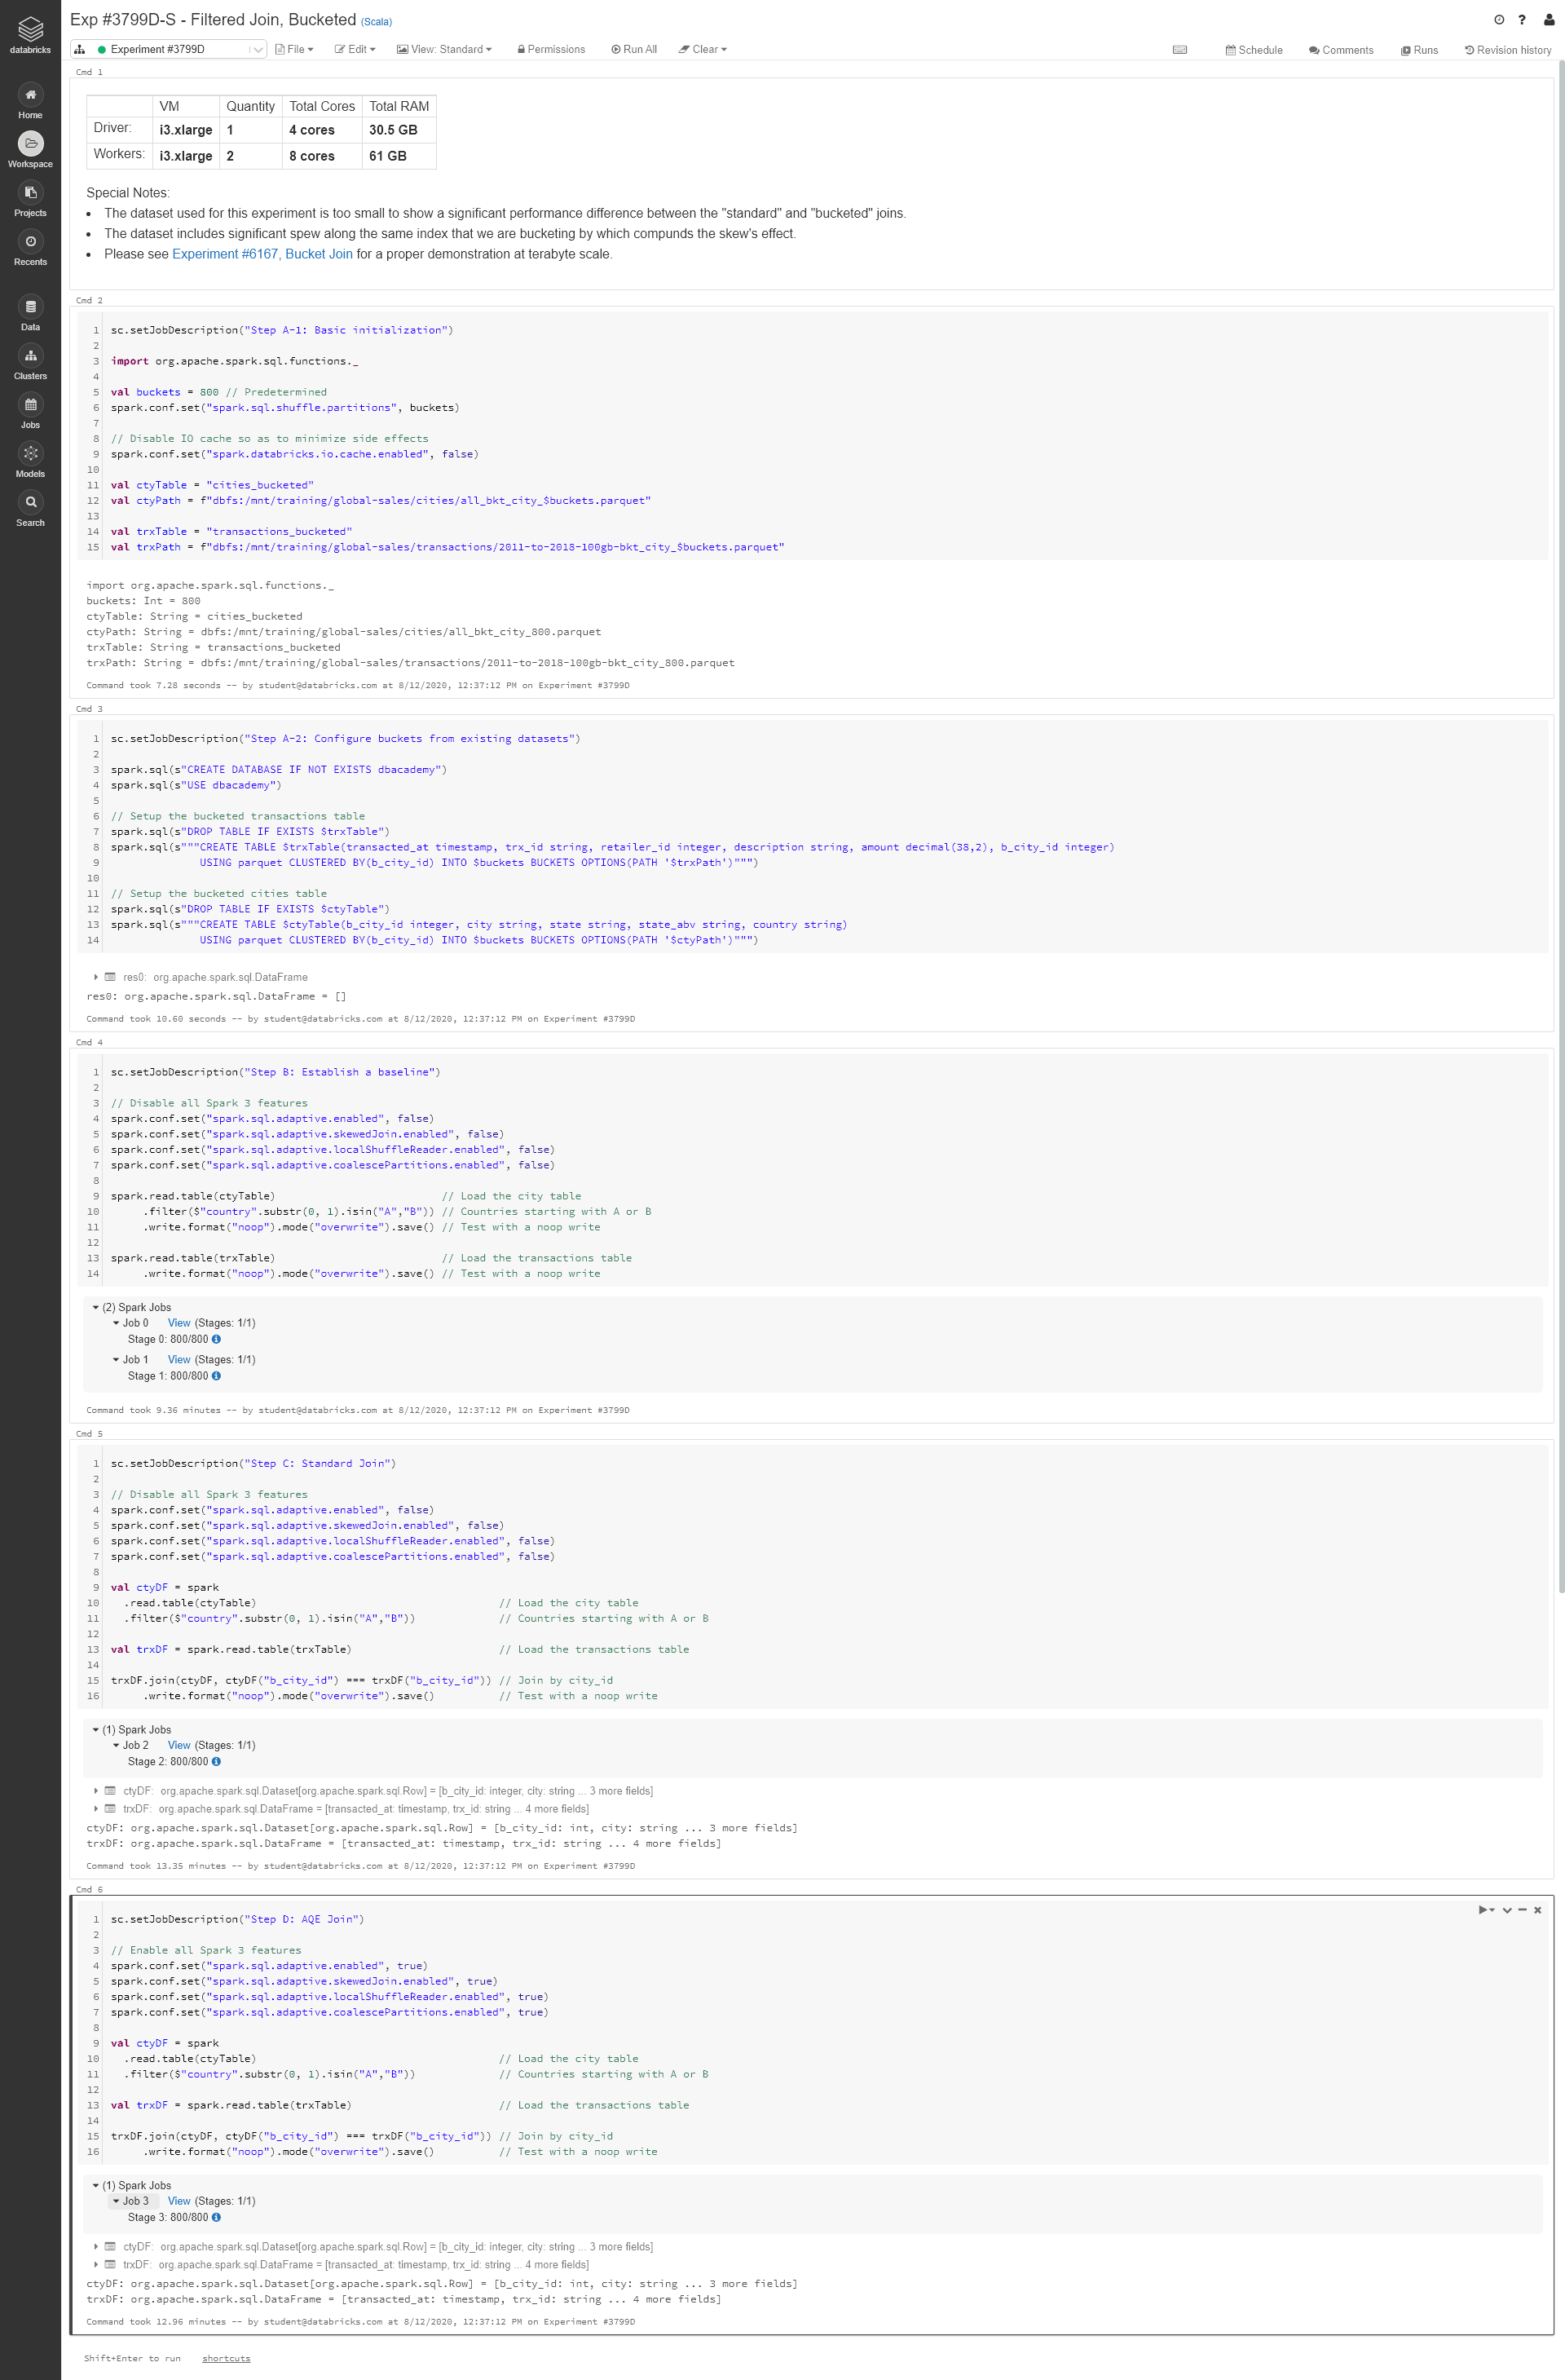 Exp #3799D-S - Filtered Join, Bucketed (Scala)
databricks
Experiment #3799D
File
Edit
View: Standard
Permissions
Run All
Clear
Schedule
Comments
Runs
Revision history
Home
Workspace
Projects
Recents
Data
Clusters
Jobs
Models
Search
Cmd 1
VM Quantity Total Cores Total RAM
Driver: i3.xlarge 1 4 cores 30.5 GB
Workers: i3.xlarge 2 8 cores 61 GB
Special Notes:
• The dataset used for this experiment is too small to show a significant performance difference between the "standard" and "bucketed" joins.
• The dataset includes significant spew along the same index that we are bucketing by which compunds the skew's effect.
• Please see Experiment #6167, Bucket Join for a proper demonstration at terabyte scale.
Cmd 2
1 sc.setJobDescription("Step A-1: Basic initialization")
2
3 import org.apache.spark.sql.functions._
4
5 val buckets = 800 // Predetermined
6 spark.conf.set("spark.sql.shuffle.partitions", buckets)
7
8 // Disable IO cache so as to minimize side effects
9 spark.conf.set("spark.databricks.io.cache.enabled", false)
10
11 val ctyTable = "cities_bucketed"
12 val ctyPath = f"dbfs:/mnt/training/global-sales/cities/all_bkt_city_$buckets.parquet"
13
14 val trxTable = "transactions_bucketed"
15 val trxPath = f"dbfs:/mnt/training/global-sales/transactions/2011-to-2018-100gb-bkt_city_$buckets.parquet"
import org.apache.spark.sql.functions._
buckets: Int = 800
ctyTable: String = cities_bucketed
ctyPath: String = dbfs:/mnt/training/global-sales/cities/all_bkt_city_800.parquet
trxTable: String = transactions_bucketed
trxPath: String = dbfs:/mnt/training/global-sales/transactions/2011-to-2018-100gb-bkt_city_800.parquet
Command took 7.28 seconds -- by student@databricks.com at 8/12/2020, 12:37:12 PM on Experiment #3799D
Cmd 3
1 sc.setJobDescription("Step A-2: Configure buckets from existing datasets")
2
3 spark.sql(s"CREATE DATABASE IF NOT EXISTS dbacademy")
4 spark.sql(s"USE dbacademy")
5
6 // Setup the bucketed transactions table
7 spark.sql(s"DROP TABLE IF EXISTS $trxTable")
8 spark.sql(s"""CREATE TABLE $trxTable(transacted_at timestamp, trx_id string, retailer_id integer, description string, amount decimal(38,2), b_city_id integer)
9 USING parquet CLUSTERED BY(b_city_id) INTO $buckets BUCKETS OPTIONS(PATH '$trxPath')""")
10
11 // Setup the bucketed cities table
12 spark.sql(s"DROP TABLE IF EXISTS $ctyTable")
13 spark.sql(s"""CREATE TABLE $ctyTable(b_city_id integer, city string, state string, state_abv string, country string)
14 USING parquet CLUSTERED BY(b_city_id) INTO $buckets BUCKETS OPTIONS(PATH '$ctyPath')""")
res0: org.apache.spark.sql.DataFrame
res0: org.apache.spark.sql.DataFrame = []
Command took 10.60 seconds -- by student@databricks.com at 8/12/2020, 12:37:12 PM on Experiment #3799D
Cmd 4
1 sc.setJobDescription("Step B: Establish a baseline")
2
3 // Disable all Spark 3 features
4 spark.conf.set("spark.sql.adaptive.enabled", false)
5 spark.conf.set("spark.sql.adaptive.skewedJoin.enabled", false)
6 spark.conf.set("spark.sql.adaptive.localShuffleReader.enabled", false)
7 spark.conf.set("spark.sql.adaptive.coalescePartitions.enabled", false)
8
9 spark.read.table(ctyTable) // Load the city table
10 .filter($"country".substr(0, 1).isin("A","B")) // Countries starting with A or B
11 .write.format("noop").mode("overwrite").save() // Test with a noop write
12
13 spark.read.table(trxTable) // Load the transactions table
14 .write.format("noop").mode("overwrite").save() // Test with a noop write
(2) Spark Jobs
Job 0 View (Stages: 1/1)
Stage 0: 800/800
Job 1 View (Stages: 1/1)
Stage 1: 800/800
Command took 9.36 minutes -- by student@databricks.com at 8/12/2020, 12:37:12 PM on Experiment #3799D
Cmd 5
1 sc.setJobDescription("Step C: Standard Join")
2
3 // Disable all Spark 3 features
4 spark.conf.set("spark.sql.adaptive.enabled", false)
5 spark.conf.set("spark.sql.adaptive.skewedJoin.enabled", false)
6 spark.conf.set("spark.sql.adaptive.localShuffleReader.enabled", false)
7 spark.conf.set("spark.sql.adaptive.coalescePartitions.enabled", false)
8
9 val ctyDF = spark
10 .read.table(ctyTable) // Load the city table
11 .filter($"country".substr(0, 1).isin("A","B")) // Countries starting with A or B
12
13 val trxDF = spark.read.table(trxTable) // Load the transactions table
14
15 trxDF.join(ctyDF, ctyDF("b_city_id") === trxDF("b_city_id")) // Join by city_id
16 .write.format("noop").mode("overwrite").save() // Test with a noop write
(1) Spark Jobs
Job 2 View (Stages: 1/1)
Stage 2: 800/800
ctyDF: org.apache.spark.sql.Dataset[org.apache.spark.sql.Row] = [b_city_id: integer, city: string ... 3 more fields]
trxDF: org.apache.spark.sql.DataFrame = [transacted_at: timestamp, trx_id: string ... 4 more fields]
ctyDF: org.apache.spark.sql.Dataset[org.apache.spark.sql.Row] = [b_city_id: int, city: string ... 3 more fields]
trxDF: org.apache.spark.sql.DataFrame = [transacted_at: timestamp, trx_id: string ... 4 more fields]
Command took 13.35 minutes -- by student@databricks.com at 8/12/2020, 12:37:12 PM on Experiment #3799D
Cmd 6
1 sc.setJobDescription("Step D: AQE Join")
2
3 // Enable all Spark 3 features
4 spark.conf.set("spark.sql.adaptive.enabled", true)
5 spark.conf.set("spark.sql.adaptive.skewedJoin.enabled", true)
6 spark.conf.set("spark.sql.adaptive.localShuffleReader.enabled", true)
7 spark.conf.set("spark.sql.adaptive.coalescePartitions.enabled", true)
8
9 val ctyDF = spark
10 .read.table(ctyTable) // Load the city table
11 .filter($"country".substr(0, 1).isin("A","B")) // Countries starting with A or B
12
13 val trxDF = spark.read.table(trxTable) // Load the transactions table
14
15 trxDF.join(ctyDF, ctyDF("b_city_id") === trxDF("b_city_id")) // Join by city_id
16 .write.format("noop").mode("overwrite").save() // Test with a noop write
(1) Spark Jobs
Job 3 View (Stages: 1/1)
Stage 3: 800/800
ctyDF: org.apache.spark.sql.Dataset[org.apache.spark.sql.Row] = [b_city_id: integer, city: string ... 3 more fields]
trxDF: org.apache.spark.sql.DataFrame = [transacted_at: timestamp, trx_id: string ... 4 more fields]
ctyDF: org.apache.spark.sql.Dataset[org.apache.spark.sql.Row] = [b_city_id: int, city: string ... 3 more fields]
trxDF: org.apache.spark.sql.DataFrame = [transacted_at: timestamp, trx_id: string ... 4 more fields]
Command took 12.96 minutes -- by student@databricks.com at 8/12/2020, 12:37:12 PM on Experiment #3799D
Shift+Enter to run shortcuts